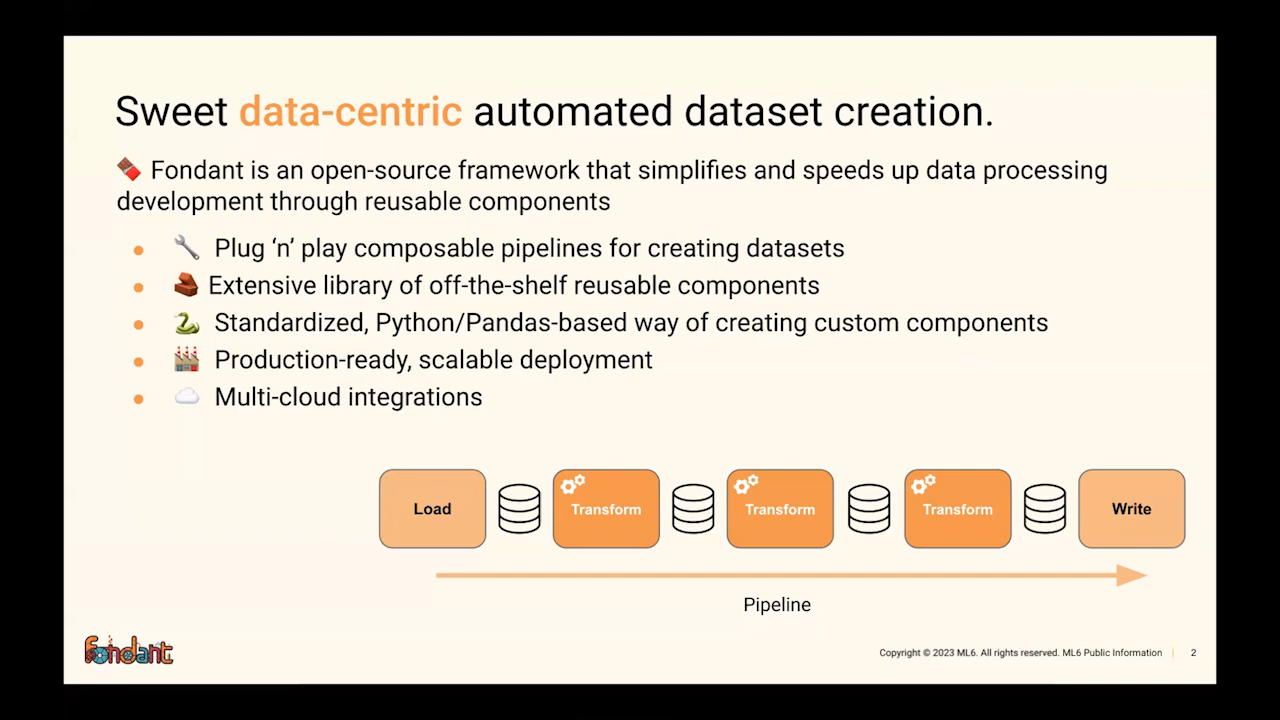 Sweet data-centric automated dataset creation.
🍫 Fondant is an open-source framework that simplifies and speeds up data processing
development through reusable components
● 🔧 Plug ‘n’ play composable pipelines for creating datasets
● 🧱 Extensive library of off-the-shelf reusable components
● 🐍 Standardized, Python/Pandas-based way of creating custom components
● 🏭 Production-ready, scalable deployment
● ☁️ Multi-cloud integrations
Load Transform Transform Transform Write
Pipeline
fondant
Copyright © 2023 ML6. All rights reserved. ML6 Public Information | 2